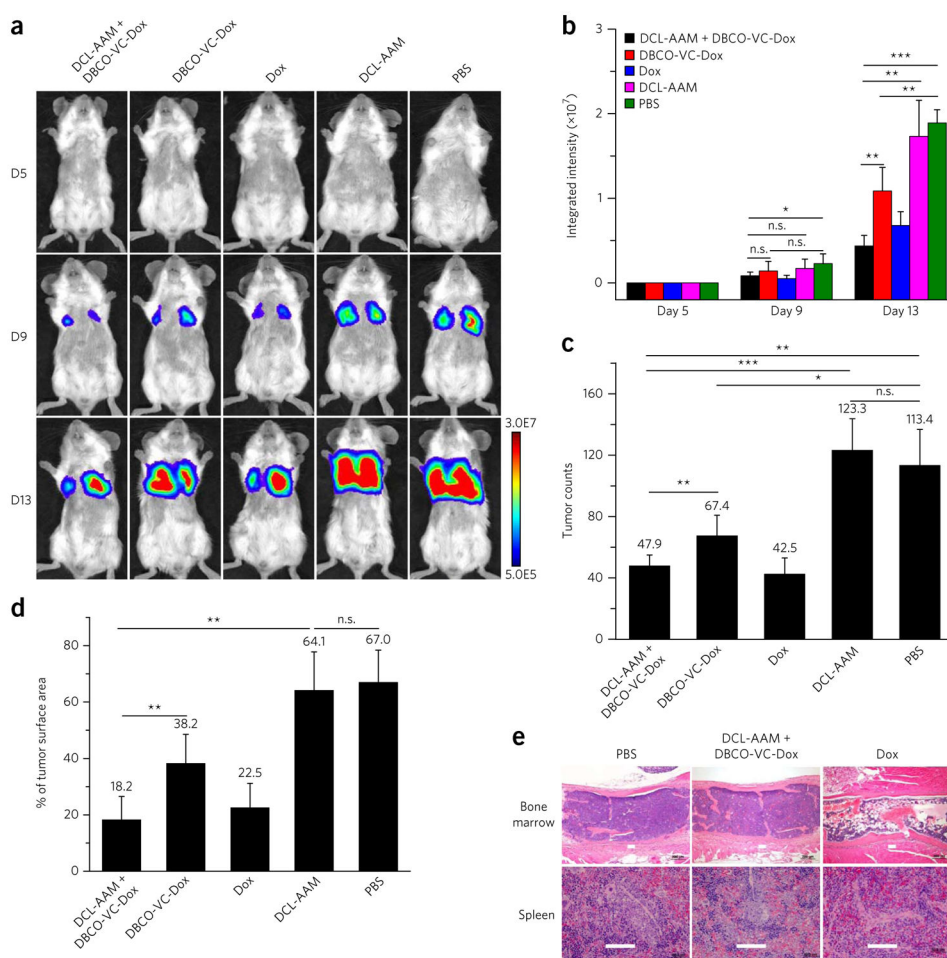 a
DCL-AAM +
DBCO-VC-Dox
DBCO-VC-Dox
Dox
DCL-AAM
PBS
D5
D9
D13
3.0E7
5.0E5
b
DCL-AAM + DBCO-VC-Dox
DBCO-VC-Dox
Dox
DCL-AAM
PBS
Integrated intensity (×10⁷)
3
2
1
0
***
**
**
**
*
n.s.
n.s.
n.s.
Day 5
Day 9
Day 13
c
Tumor counts
160
120
80
40
0
**
***
*
n.s.
**
47.9
67.4
42.5
123.3
113.4
DCL-AAM +
DBCO-VC-Dox
DBCO-VC-Dox
Dox
DCL-AAM
PBS
d
% of tumor surface area
80
60
40
20
0
**
n.s.
**
18.2
38.2
22.5
64.1
67.0
DCL-AAM +
DBCO-VC-Dox
DBCO-VC-Dox
Dox
DCL-AAM
PBS
e
PBS
DCL-AAM +
DBCO-VC-Dox
Dox
Bone
marrow
Spleen